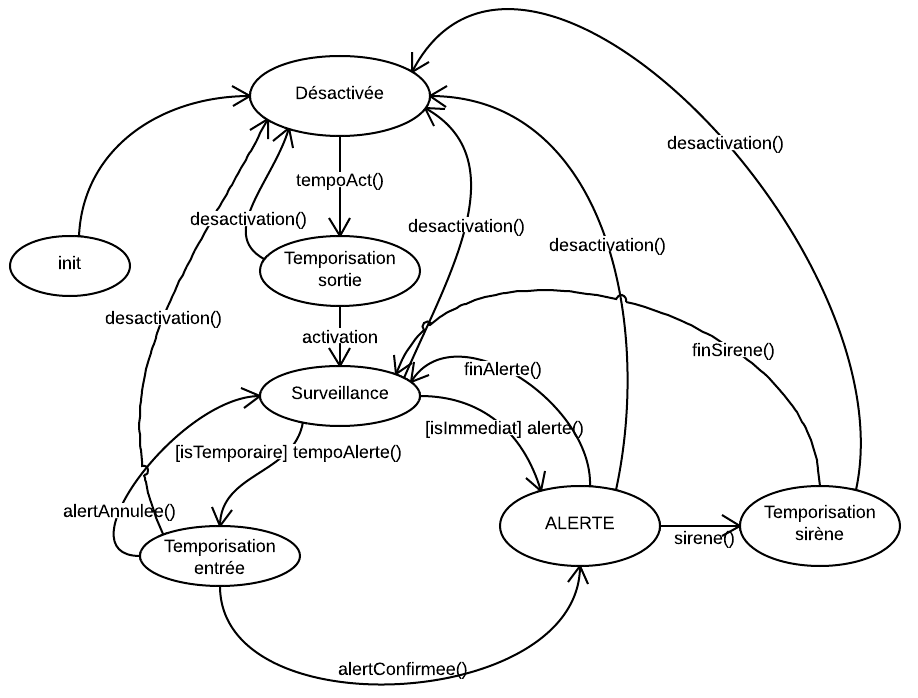 Désactivée
desactivation()
tempoAct()
desactivation()
desactivation()
desactivation()
init
Temporisation
sortie
desactivation()
activation
finSirene()
finAlerte()
Surveillance
[isImmediat] alerte()
[isTemporaire] tempoAlerte()
alertAnnulee()
ALERTE
Temporisation
sirène
sirene()
Temporisation
entrée
alertConfirmee()